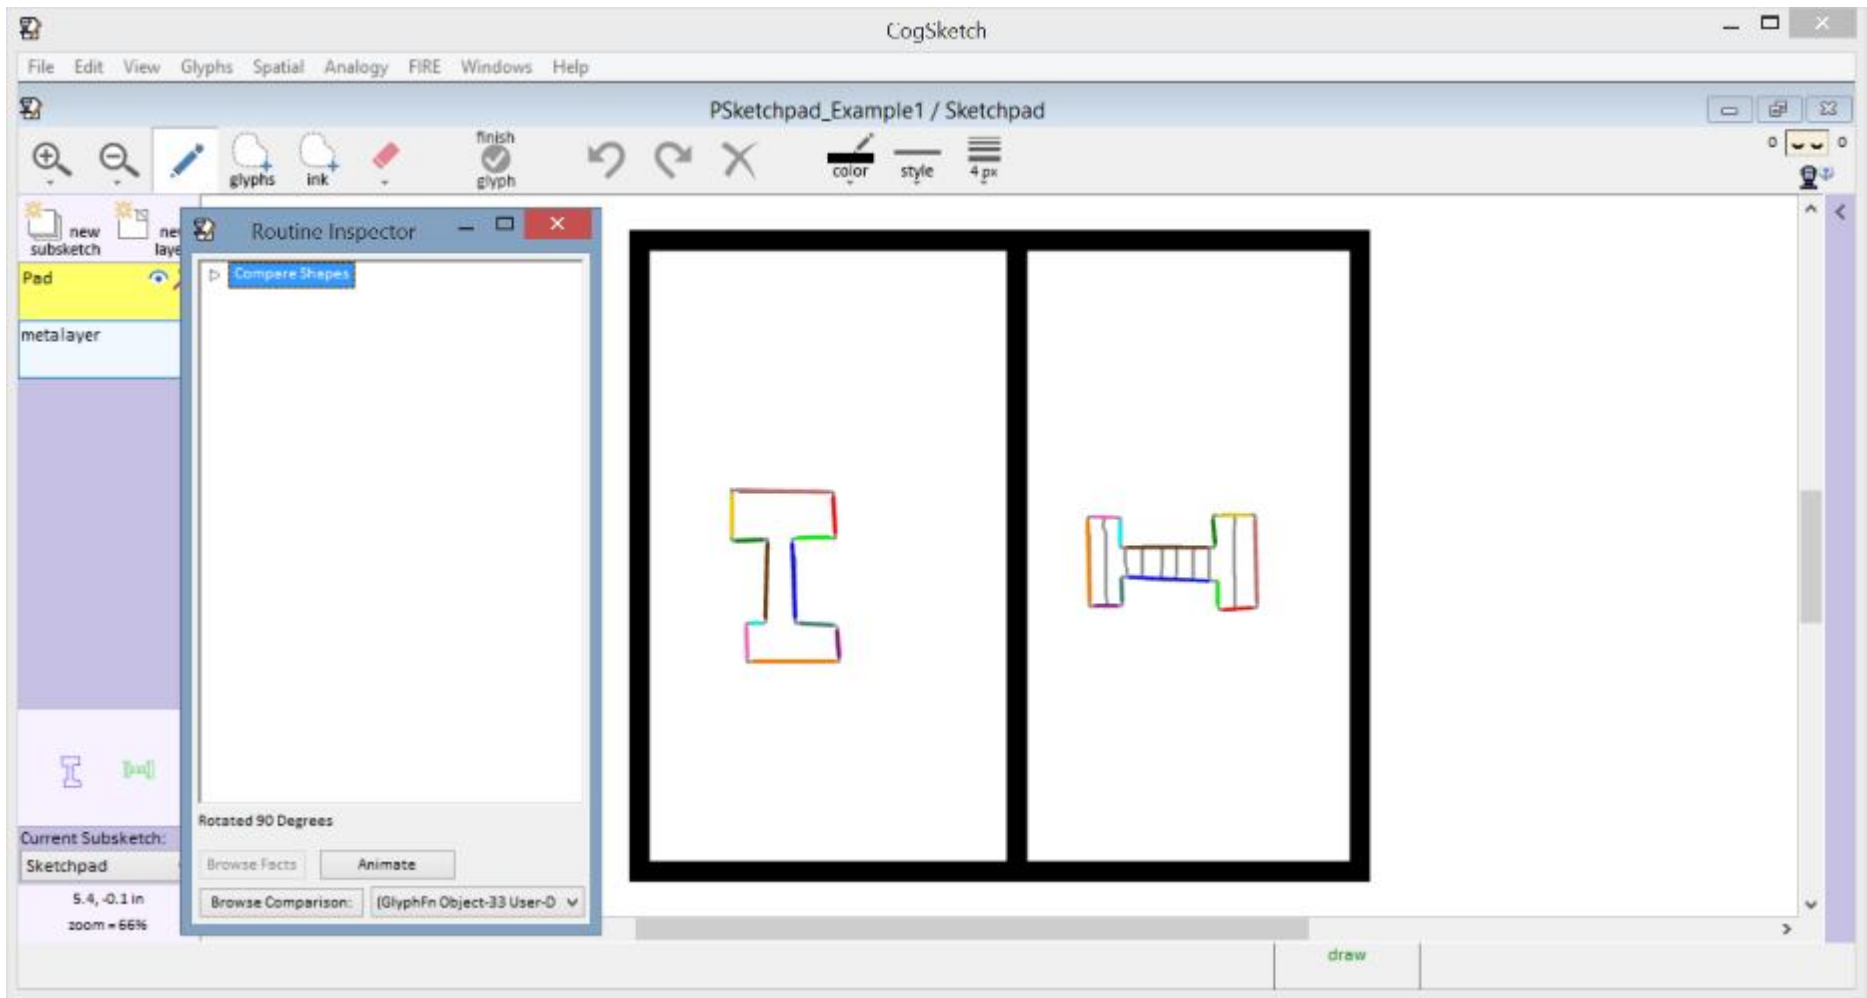 CogSketch
File Edit View Glyphs Spatial Analogy FIRE Windows Help
PSketchpad_Example1 / Sketchpad
finish
glyphs ink glyph color style 4 px
new
subsketch
ne
laye
Routine Inspector
Pad
Compare Shapes
metalayer
Rotated 90 Degrees
Current Subsketch:
Browse Facts Animate
Sketchpad
5.4, -0.1 in
Browse Comparison: (GlyphFn Object-33 User-D
zoom = 66%
draw